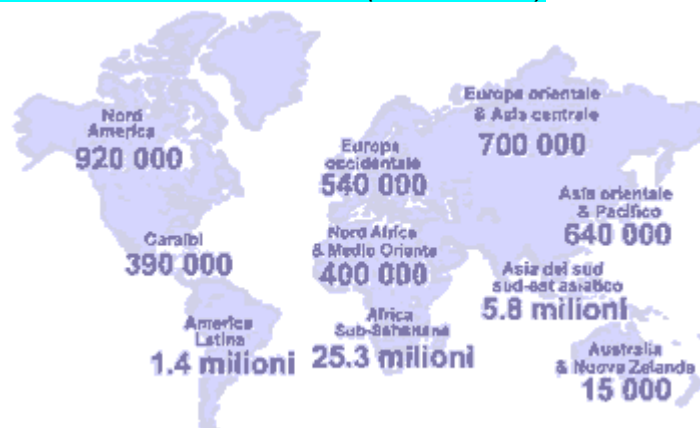 Nord
America
920 000
Europa orientale
& Asia centrale
700 000
Europa
occidentale
540 000
Asia orientale
& Pacifico
640 000
Caraibi
390 000
Nord Africa
& Medio Oriente
400 000
Asia del sud
sud-est asiatico
5.8 milioni
America
Latina
1.4 milioni
Africa
Sub-Sahariana
25.3 milioni
Australia
& Nuova Zelanda
15 000